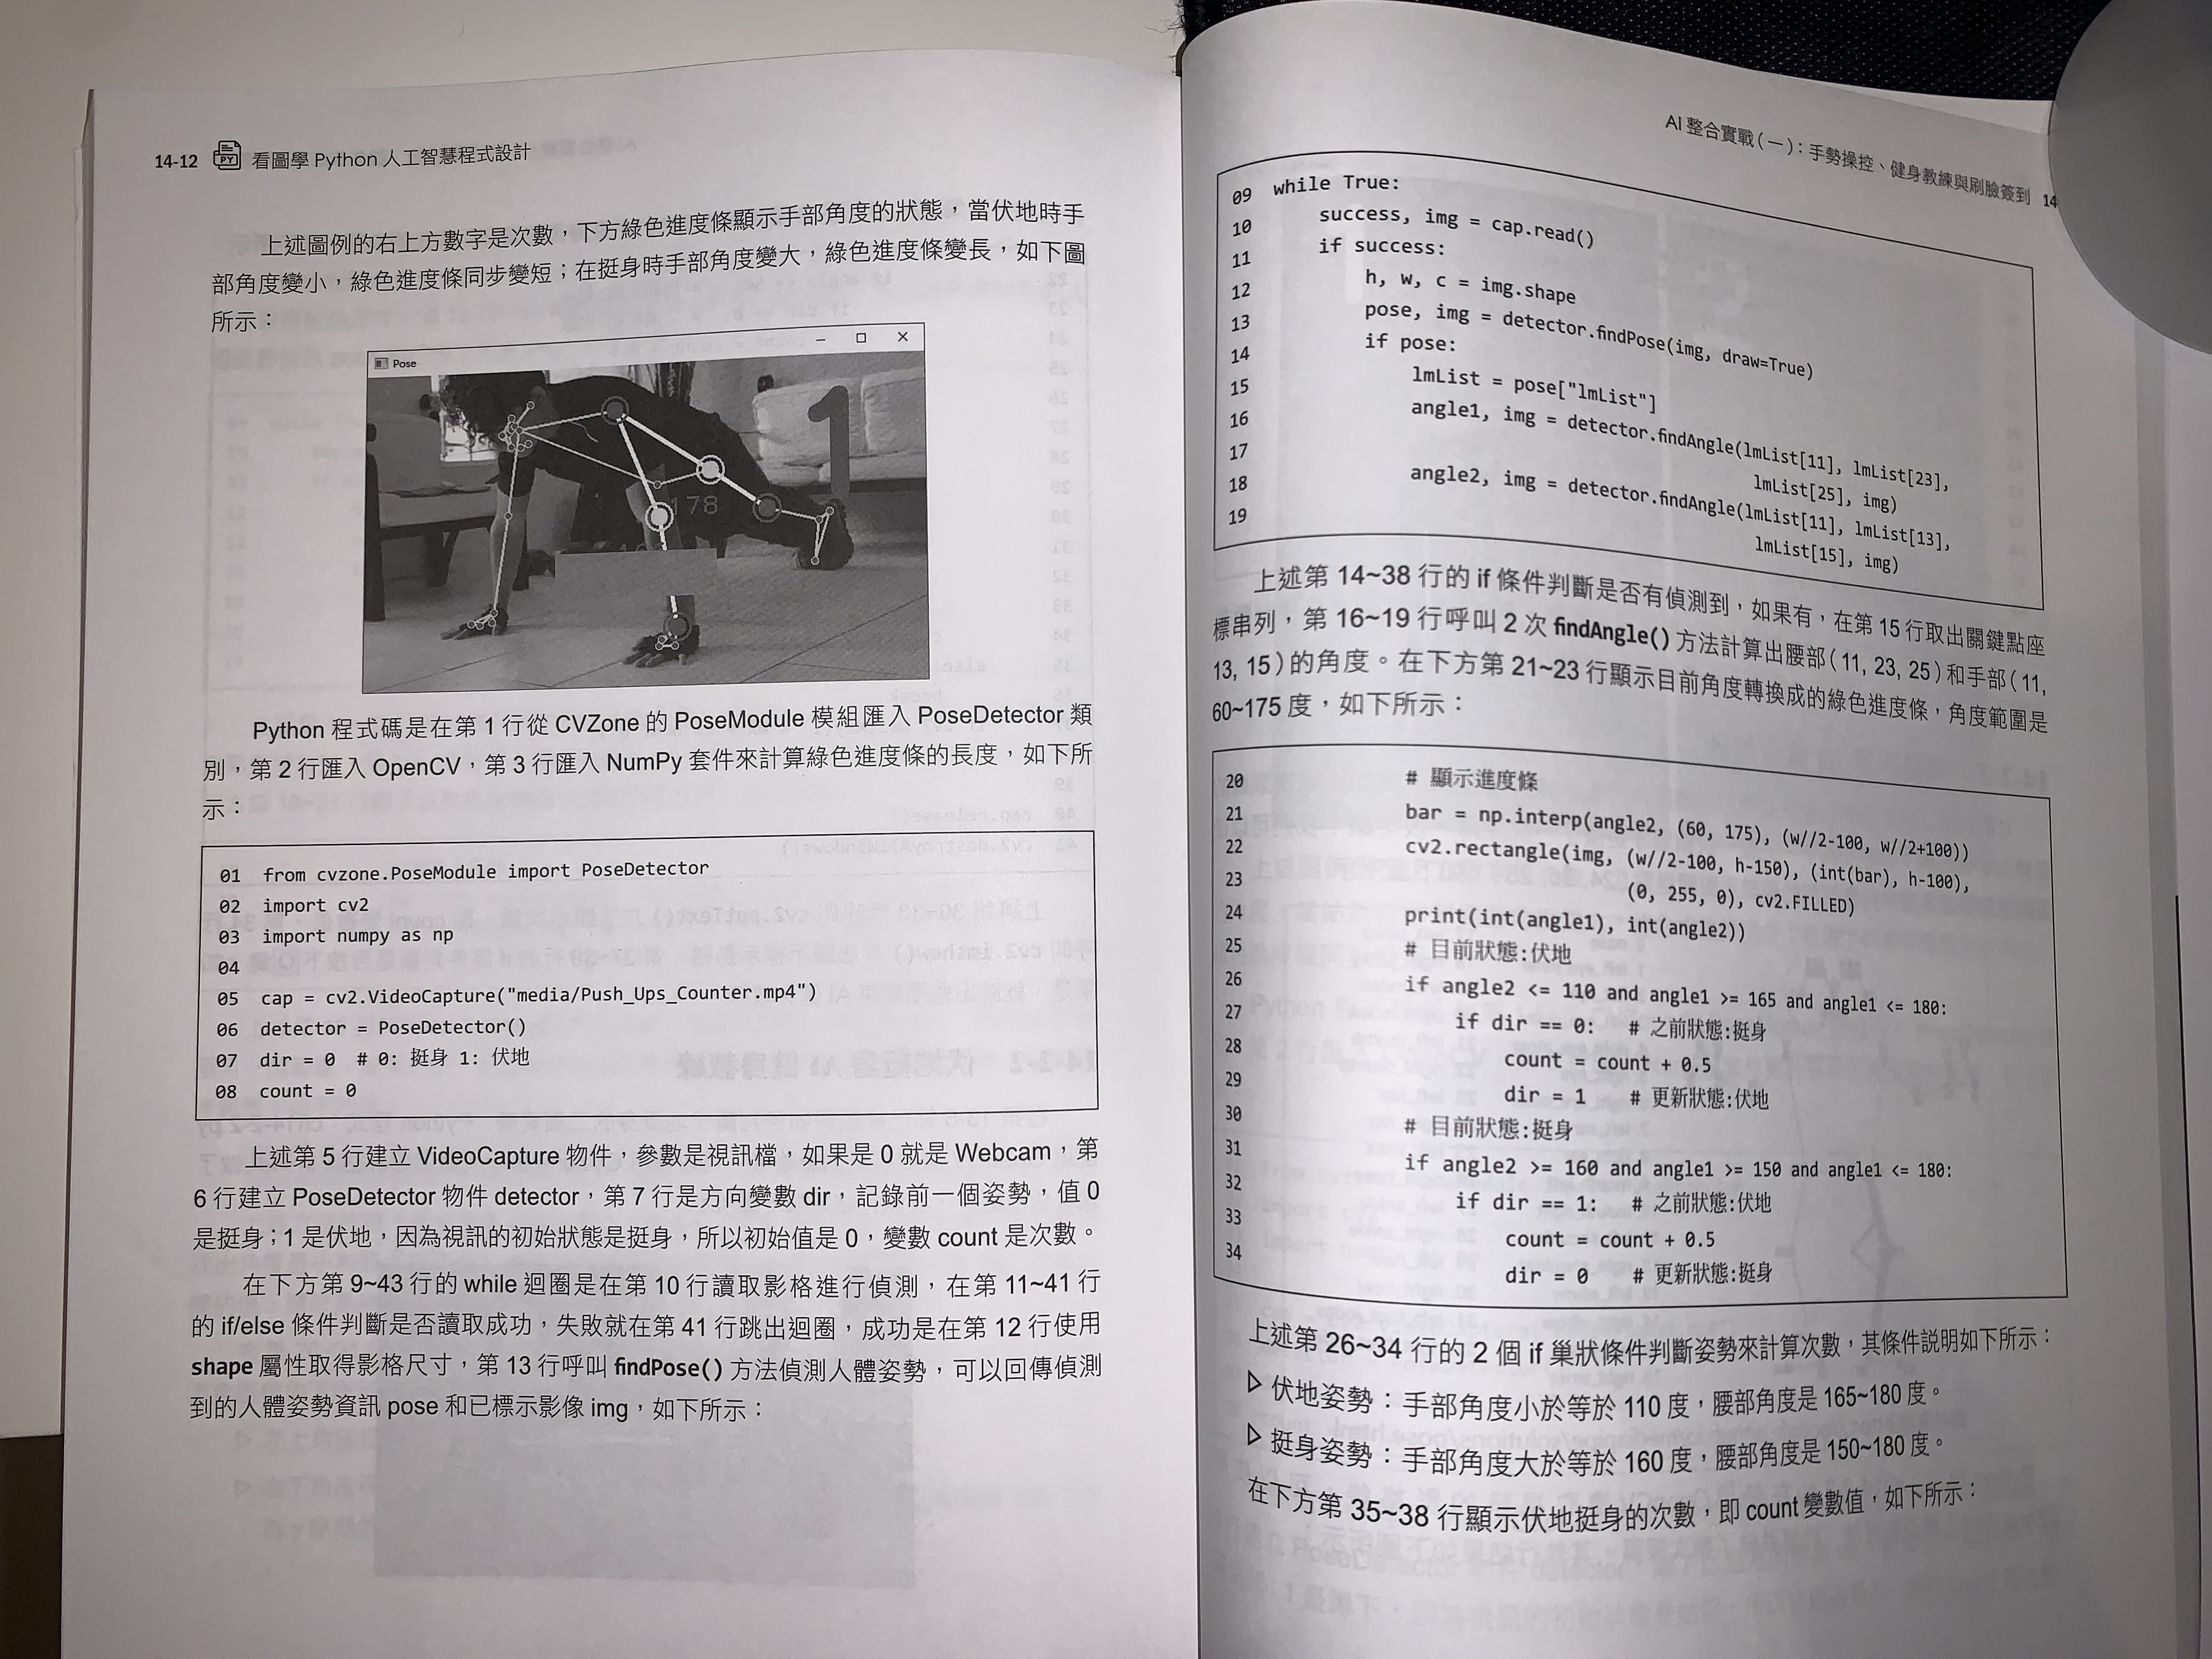 14-12 看圖學 Python 人工智慧程式設計
上述圖例的右上方數字是次數，下方綠色進度條顯示手部角度的狀態，當伏地時手
部角度變小，綠色進度條同步變短；在挺身時手部角度變大，綠色進度條變長，如下圖
所示：
Pose
1
178
Python 程式碼是在第 1 行從 CVZone 的 PoseModule 模組匯入 PoseDetector 類
別，第 2 行匯入 OpenCV，第 3 行匯入 NumPy 套件來計算綠色進度條的長度，如下所
示：
01 from cvzone.PoseModule import PoseDetector
02 import cv2
03 import numpy as np
04
05 cap = cv2.VideoCapture("media/Push_Ups_Counter.mp4")
06 detector = PoseDetector()
07 dir = 0  # 0: 挺身 1: 伏地
08 count = 0
上述第 5 行建立 VideoCapture 物件，參數是視訊檔，如果是 0 就是 Webcam，第
6 行建立 PoseDetector 物件 detector，第 7 行是方向變數 dir，記錄前一個姿勢，值 0
是挺身；1 是伏地，因為視訊的初始狀態是挺身，所以初始值是 0，變數 count 是次數。
在下方第 9~43 行的 while 迴圈是在第 10 行讀取影格進行偵測，在第 11~41 行
的 if/else 條件判斷是否讀取成功，失敗就在第 41 行跳出迴圈，成功是在第 12 行使用
shape 屬性取得影格尺寸，第 13 行呼叫 findPose() 方法偵測人體姿勢，可以回傳偵測
到的人體姿勢資訊 pose 和已標示影像 img，如下所示：
AI 整合實戰(一)：手勢操控、健身教練與刷臉簽到 14
09 while True:
10     success, img = cap.read()
11     if success:
12         h, w, c = img.shape
13         pose, img = detector.findPose(img, draw=True)
14         if pose:
15             lmList = pose["lmList"]
16             angle1, img = detector.findAngle(lmList[11], lmList[23],
17                                              lmList[25], img)
18             angle2, img = detector.findAngle(lmList[11], lmList[13],
19                                              lmList[15], img)
上述第 14~38 行的 if 條件判斷是否有偵測到，如果有，在第 15 行取出關鍵點座
標串列，第 16~19 行呼叫 2 次 findAngle() 方法計算出腰部(11, 23, 25)和手部(11,
13, 15)的角度。在下方第 21~23 行顯示目前角度轉換成的綠色進度條，角度範圍是
60~175 度，如下所示：
20             # 顯示進度條
21             bar = np.interp(angle2, (60, 175), (w//2-100, w//2+100))
22             cv2.rectangle(img, (w//2-100, h-150), (int(bar), h-100),
23                                 (0, 255, 0), cv2.FILLED)
24             print(int(angle1), int(angle2))
25             # 目前狀態:伏地
26             if angle2 <= 110 and angle1 >= 165 and angle1 <= 180:
27                 if dir == 0:   # 之前狀態:挺身
28                     count = count + 0.5
29                     dir = 1    # 更新狀態:伏地
30             # 目前狀態:挺身
31             if angle2 >= 160 and angle1 >= 150 and angle1 <= 180:
32                 if dir == 1:   # 之前狀態:伏地
33                     count = count + 0.5
34                     dir = 0    # 更新狀態:挺身
上述第 26~34 行的 2 個 if 巢狀條件判斷姿勢來計算次數，其條件說明如下所示：
▷ 伏地姿勢：手部角度小於等於 110 度，腰部角度是 165~180 度。
▷ 挺身姿勢：手部角度大於等於 160 度，腰部角度是 150~180 度。
在下方第 35~38 行顯示伏地挺身的次數，即 count 變數值，如下所示：